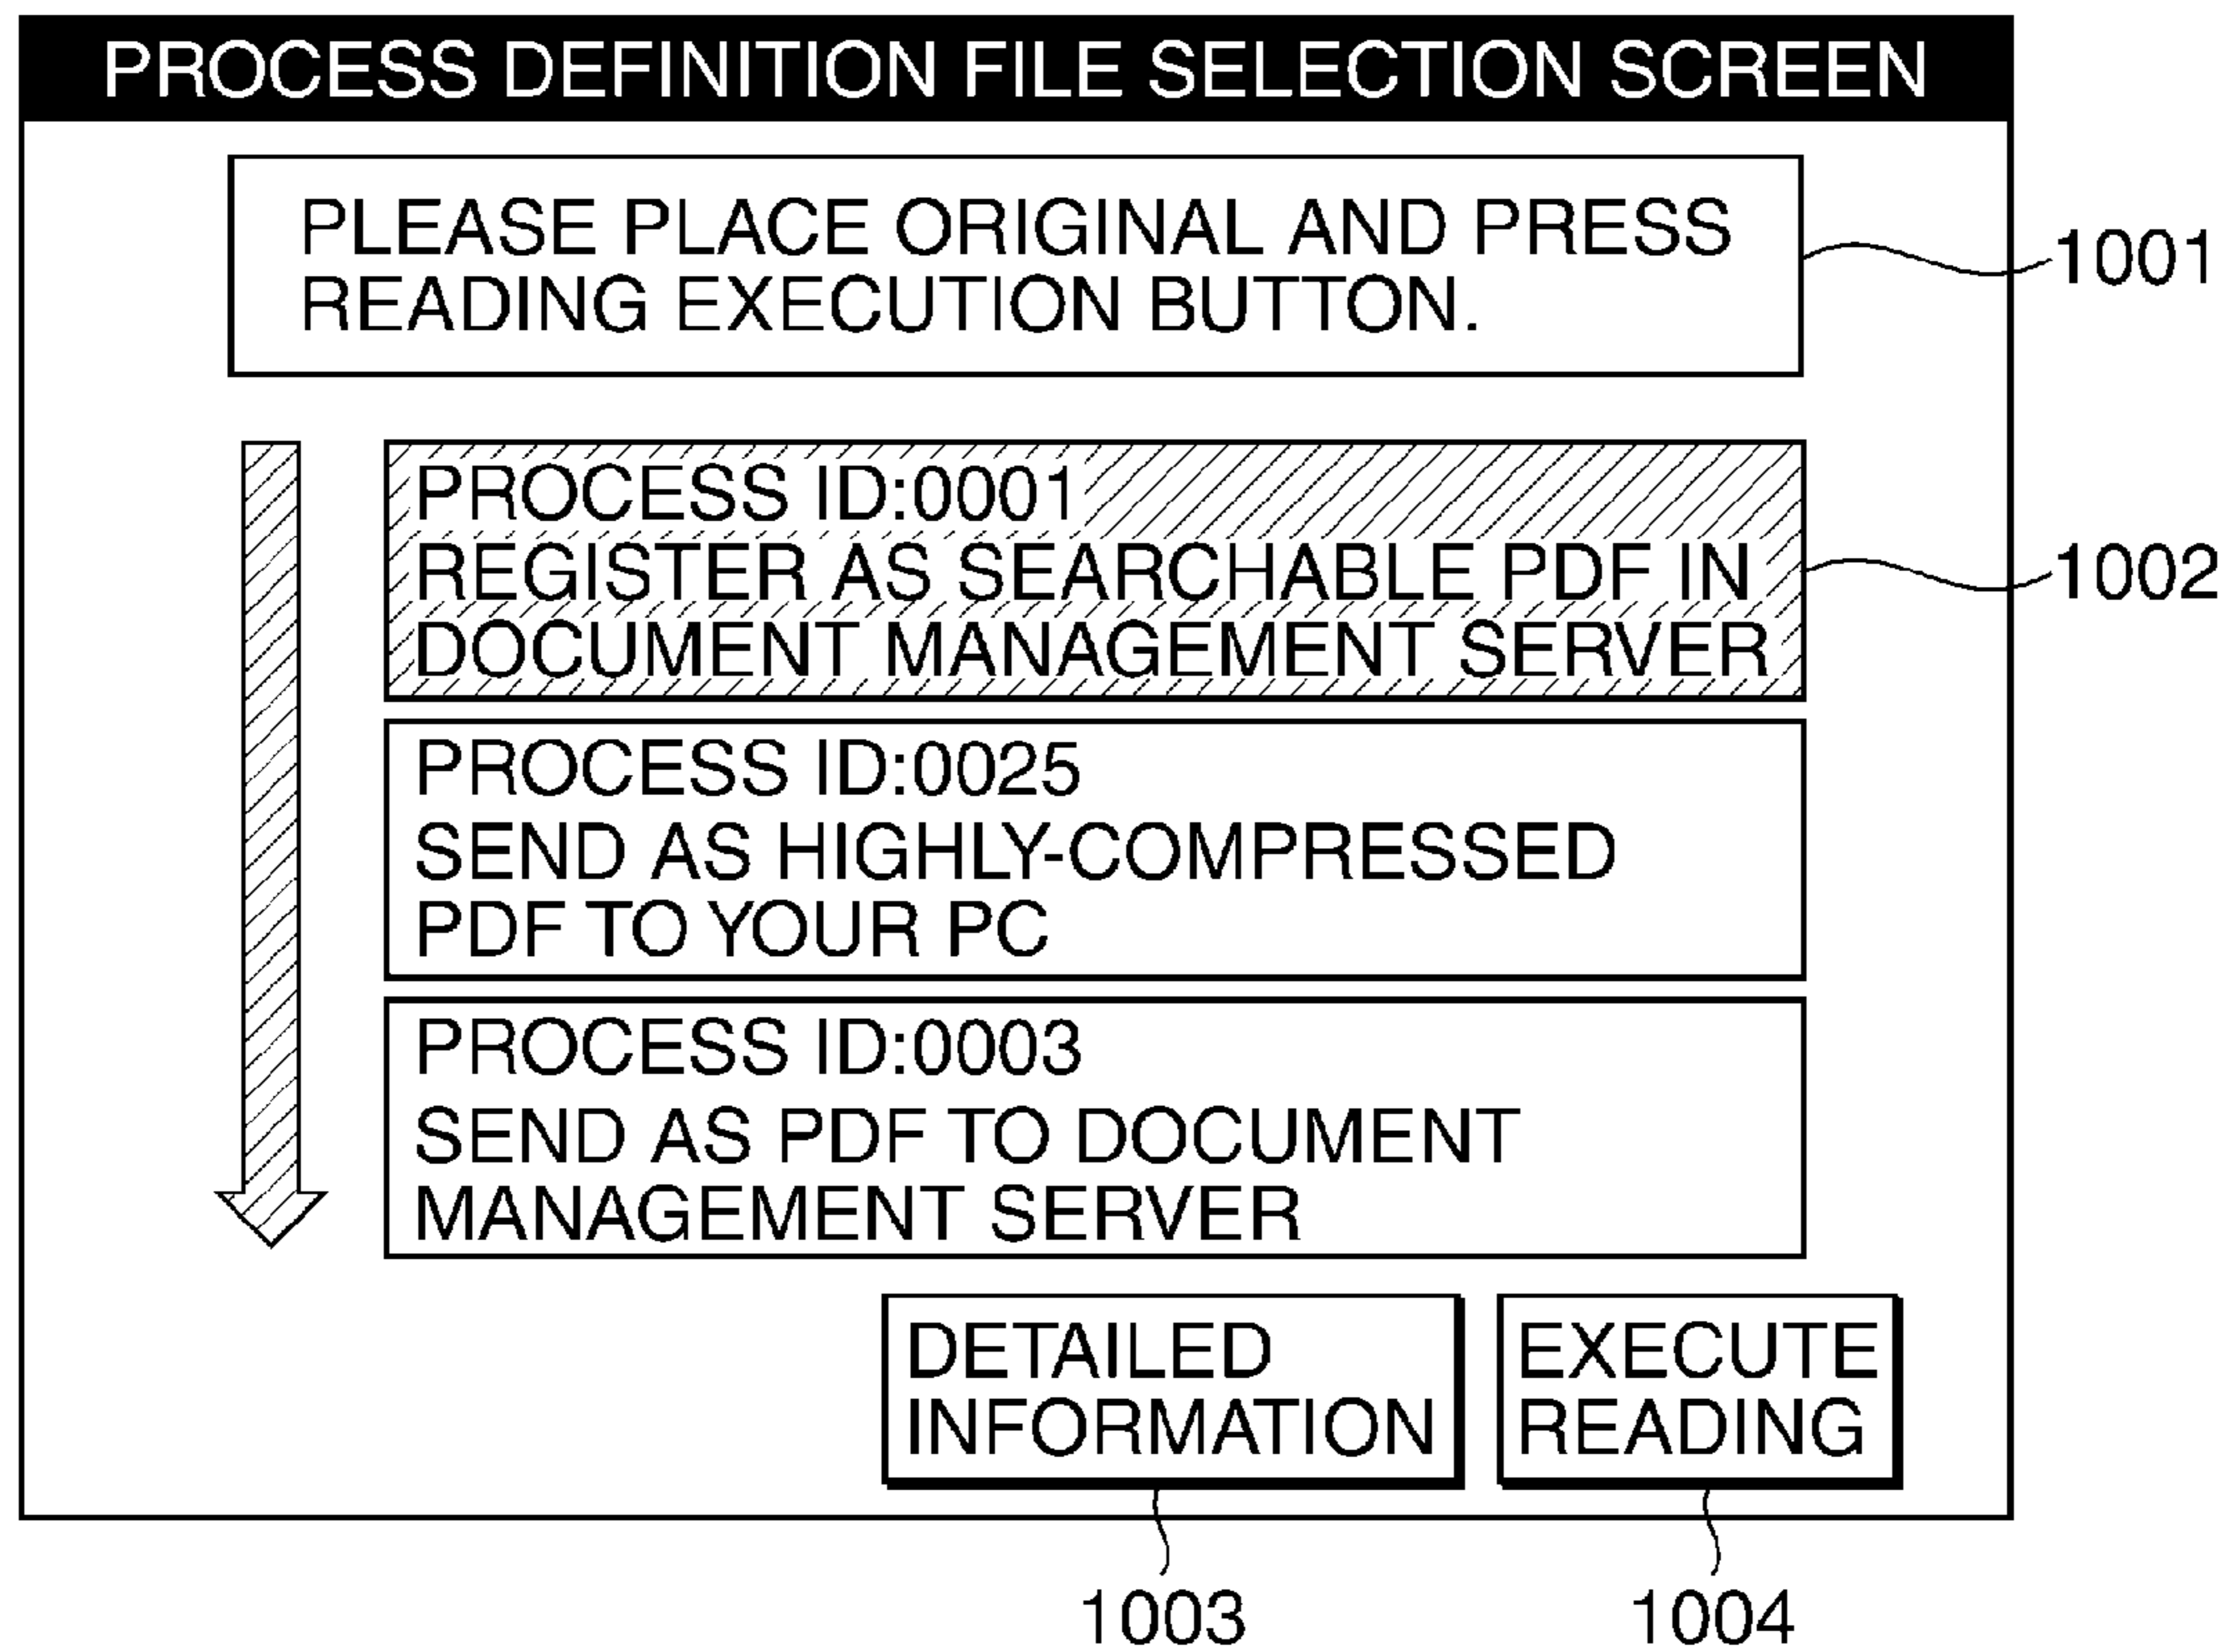 PROCESS DEFINITION FILE SELECTION SCREEN
PLEASE PLACE ORIGINAL AND PRESS
READING EXECUTION BUTTON.
1001
PROCESS ID:0001
REGISTER AS SEARCHABLE PDF IN
DOCUMENT MANAGEMENT SERVER
1002
PROCESS ID:0025
SEND AS HIGHLY-COMPRESSED
PDF TO YOUR PC
PROCESS ID:0003
SEND AS PDF TO DOCUMENT
MANAGEMENT SERVER
DETAILED
INFORMATION
EXECUTE
READING
1003
1004